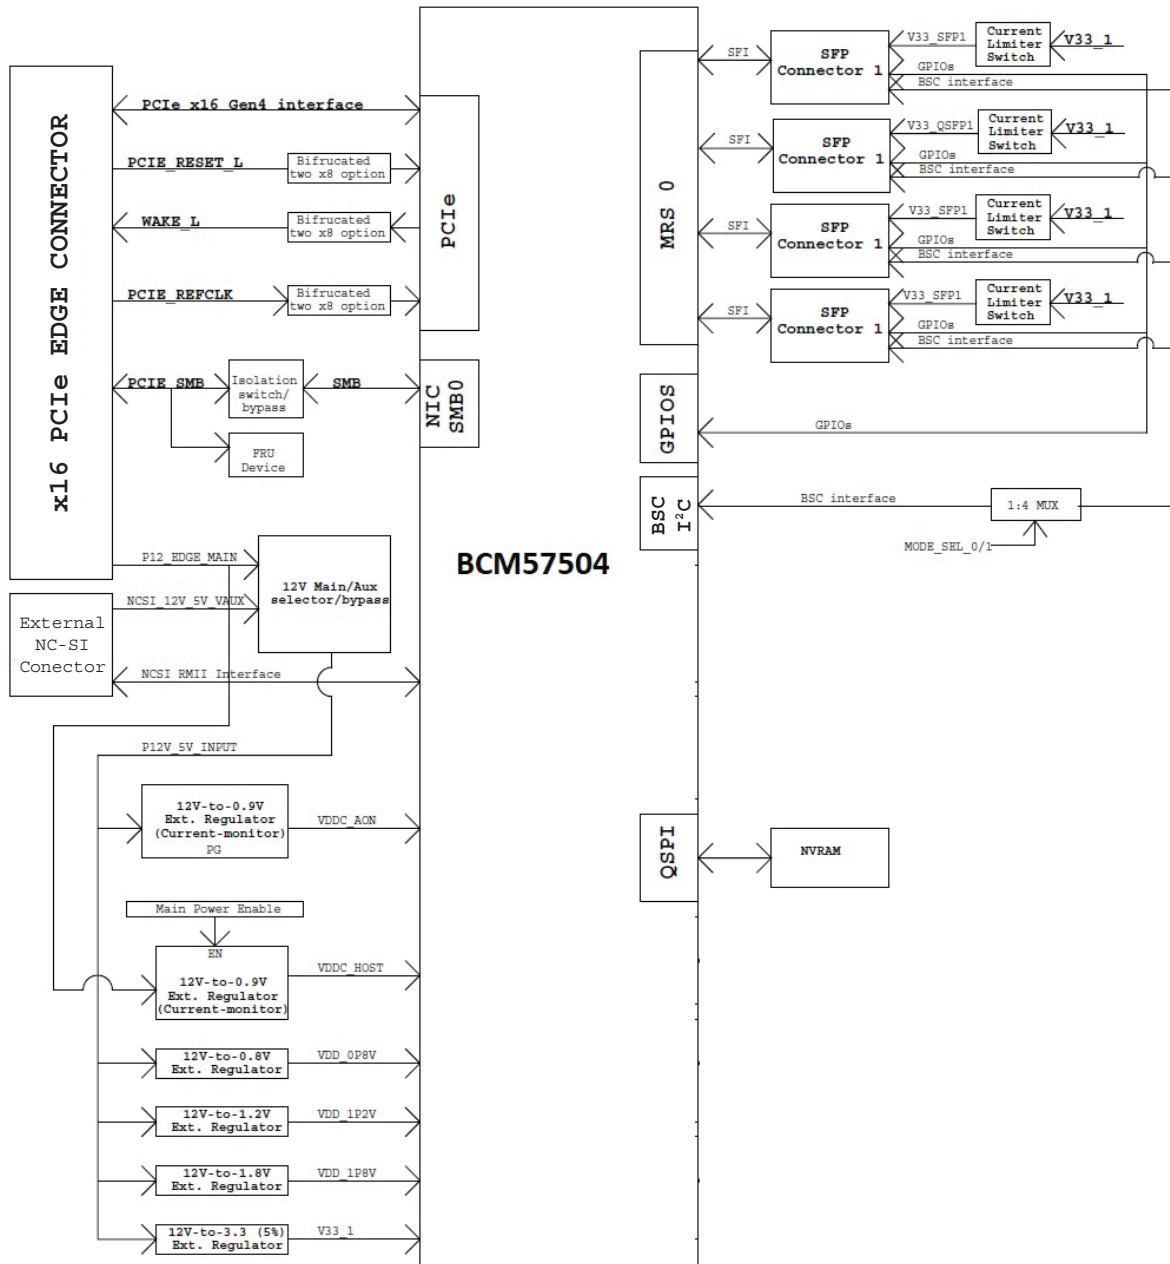 x16 PCIe EDGE CONNECTOR
PCIe x16 Gen4 interface
PCIE_RESET_L
Bifrucated
two x8 option
WAKE_L
Bifrucated
two x8 option
PCIE_REFCLK
Bifrucated
two x8 option
PCIe
PCIE_SMB
Isolation
switch/
bypass
SMB
NIC
SMB0
FRU
Device
P12_EDGE_MAIN
12V Main/Aux
selector/bypass
NCSI_12V_5V_VAUX
External
NC-SI
Conector
NCSI RMII Interface
P12V_5V_INPUT
12V-to-0.9V
Ext. Regulator
(Current-monitor)
PG
VDDC_AON
Main Power Enable
EN
12V-to-0.9V
Ext. Regulator
(Current-monitor)
VDDC_HOST
12V-to-0.8V
Ext. Regulator
VDD_0P8V
12V-to-1.2V
Ext. Regulator
VDD_1P2V
12V-to-1.8V
Ext. Regulator
VDD_1P8V
12V-to-3.3 (5%)
Ext. Regulator
V33_1
BCM57504
MRS 0
SFI
SFP
Connector 1
V33_SFP1
Current
Limiter
Switch
V33_1
GPIOs
BSC interface
SFI
SFP
Connector 1
V33_QSFP1
Current
Limiter
Switch
V33_1
GPIOs
BSC interface
SFI
SFP
Connector 1
V33_SFP1
Current
Limiter
Switch
V33_1
GPIOs
BSC interface
SFI
SFP
Connector 1
V33_SFP1
Current
Limiter
Switch
V33_1
GPIOs
BSC interface
GPIOS
GPIOs
BSC
I²C
BSC interface
1:4 MUX
MODE_SEL_0/1
QSPI
NVRAM